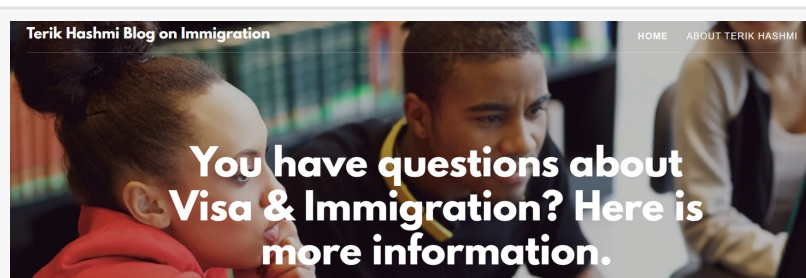 Terik Hashmi Blog on Immigration
HOME ABOUT TERIK HASHMI
You have questions about
Visa & Immigration? Here is
more information.